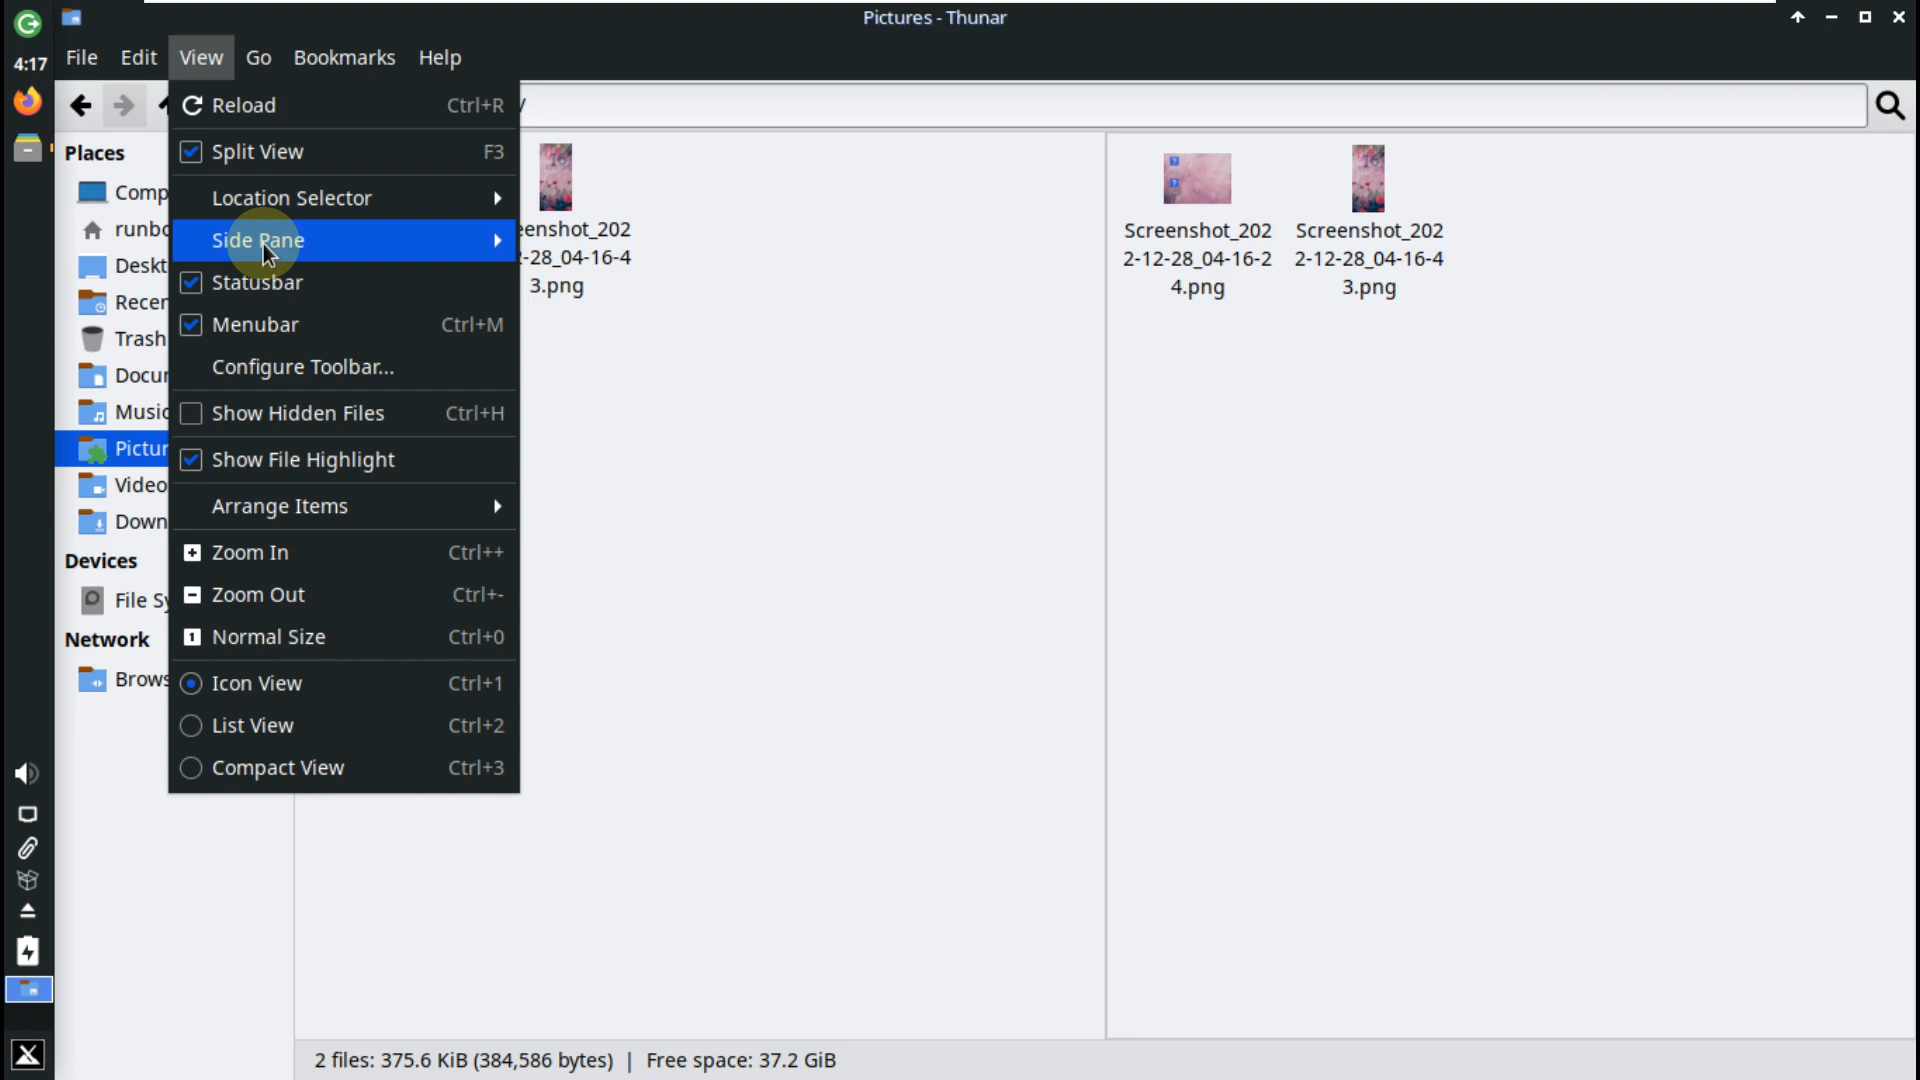 Pictures - Thunar
4:17
File Edit View Go Bookmarks Help
Reload Ctrl+R
/
Places
Split View F3
Comp
Location Selector
runbo
Side Pane
Deskt
Statusbar
Recen
Menubar Ctrl+M
Trash
Configure Toolbar...
Docum
Show Hidden Files Ctrl+H
Music
Pictur
Show File Highlight
Video
Arrange Items
Down
Zoom In Ctrl++
Devices
Zoom Out Ctrl+-
File Sy
Normal Size Ctrl+0
Network
Icon View Ctrl+1
Brows
List View Ctrl+2
Compact View Ctrl+3
eenshot_202
2-28_04-16-4
3.png
Screenshot_202
2-12-28_04-16-2
4.png
Screenshot_202
2-12-28_04-16-4
3.png
2 files: 375.6 KiB (384,586 bytes) | Free space: 37.2 GiB